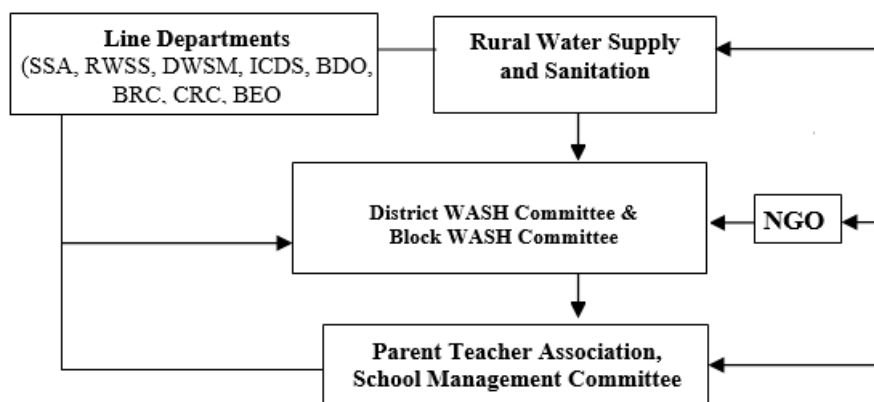 Line Departments
(SSA, RWSS, DWSM, ICDS, BDO,
BRC, CRC, BEO
Rural Water Supply
and Sanitation
District WASH Committee &
Block WASH Committee
NGO
Parent Teacher Association,
School Management Committee